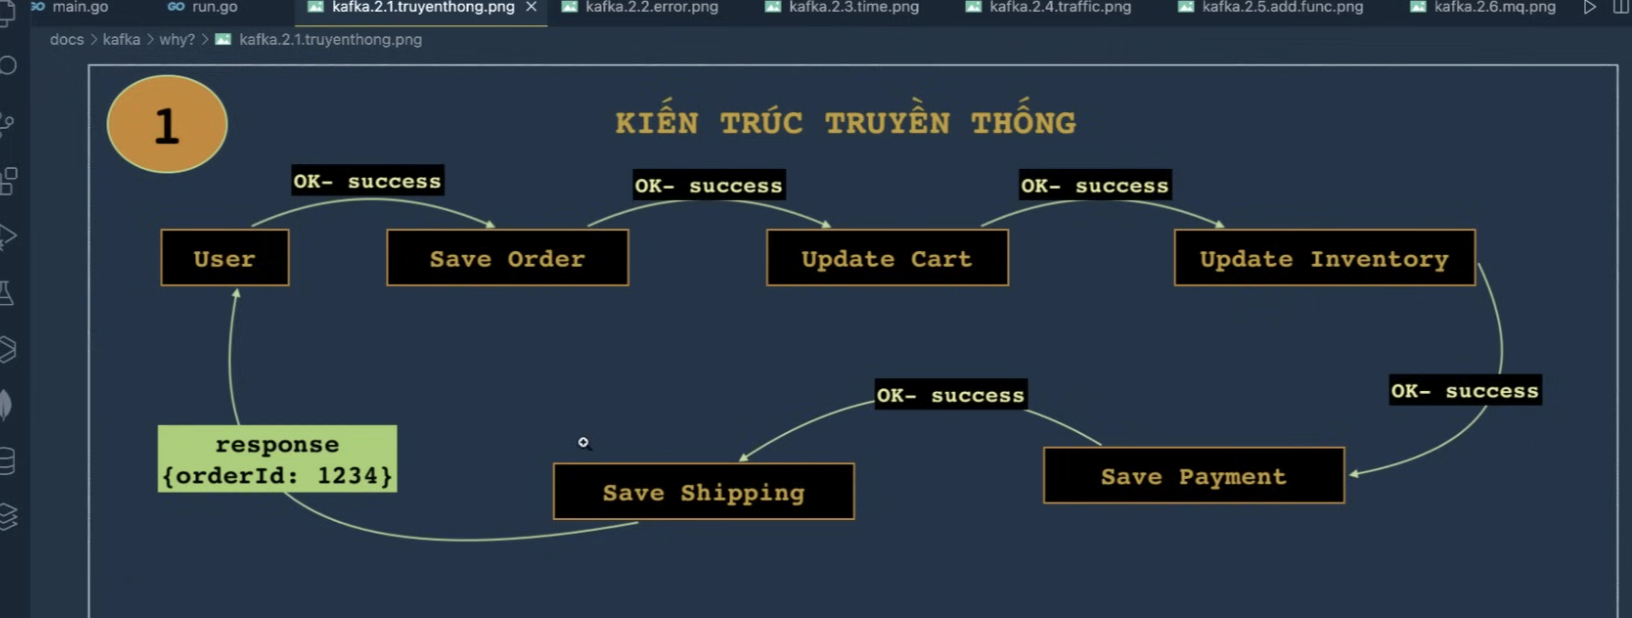 main.go
run.go
kafka.2.1.truyenthong.png
kafka.2.2.error.png
kafka.2.3.time.png
kafka.2.4.traffic.png
kafka.2.5.add.func.png
kafka.2.6.mq.png
docs > kafka > why? > kafka.2.1.truyenthong.png
1
KIẾN TRÚC TRUYỀN THỐNG
OK- success
OK- success
OK- success
User
Save Order
Update Cart
Update Inventory
OK- success
OK- success
response
{orderId: 1234}
Save Shipping
Save Payment